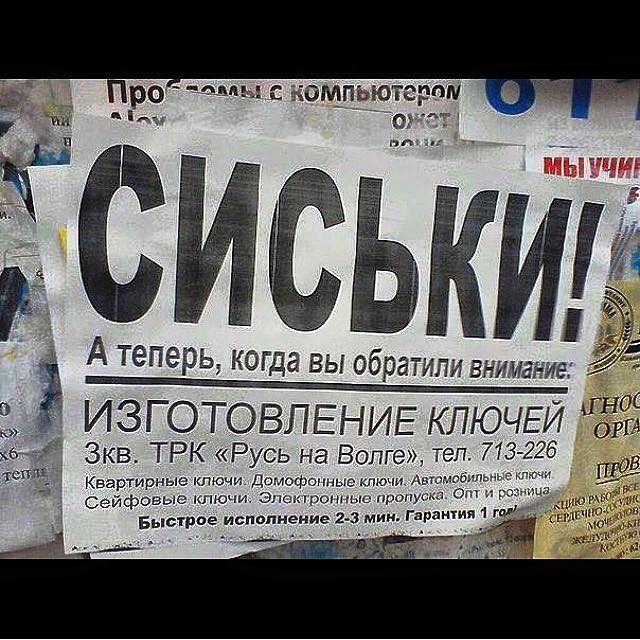 Проблемы с компьютером
611
МЫ УЧИ
СИСЬКИ!
А теперь, когда вы обратили внимание:
ИЗГОТОВЛЕНИЕ КЛЮЧЕЙ
3кв. ТРК «Русь на Волге», тел. 713-226
Квартирные ключи. Домофонные ключи. Автомобильные ключи.
Сейфовые ключи. Электронные пропуска. Опт и розница.
Быстрое исполнение 2-3 мин. Гарантия 1 год!